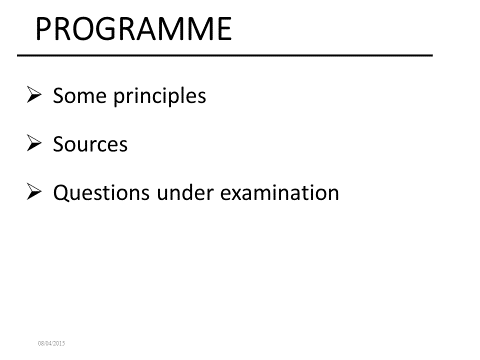 PROGRAMME
➢ Some principles
➢ Sources
➢ Questions under examination
08/04/2015